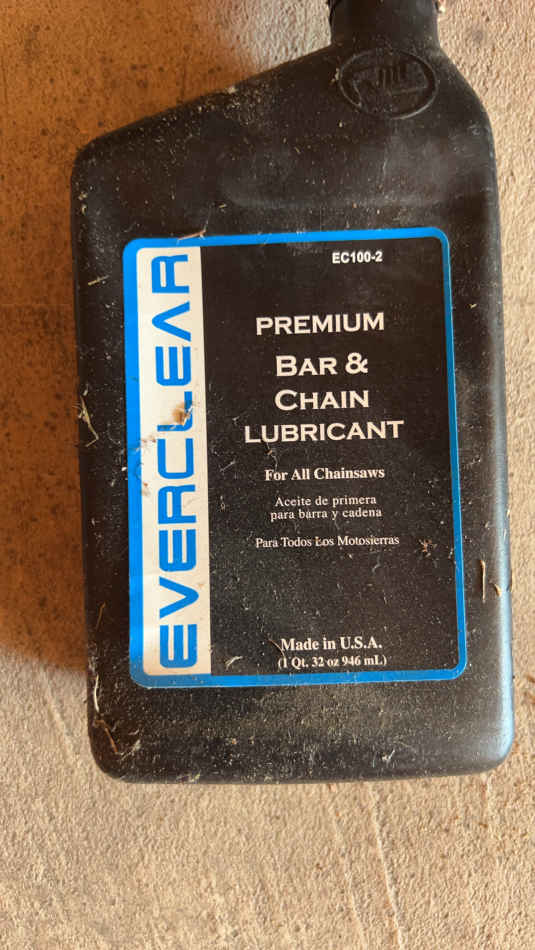 EC100-2
EVERCLEAR
PREMIUM
BAR &
CHAIN
LUBRICANT
For All Chainsaws
Aceite de primera
para barra y cadena
Para Todos Los Motosierras
Made in U.S.A.
(1 Qt. 32 oz 946 mL)